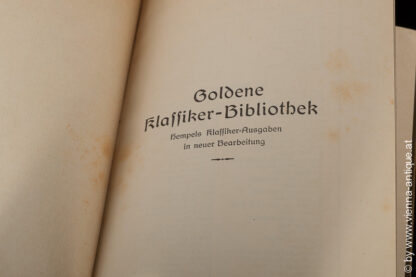 Goldene
Klassiker-Bibliothek
Hempels Klassiker-Ausgaben
in neuer Bearbeitung
© by www.vienna-antique.at